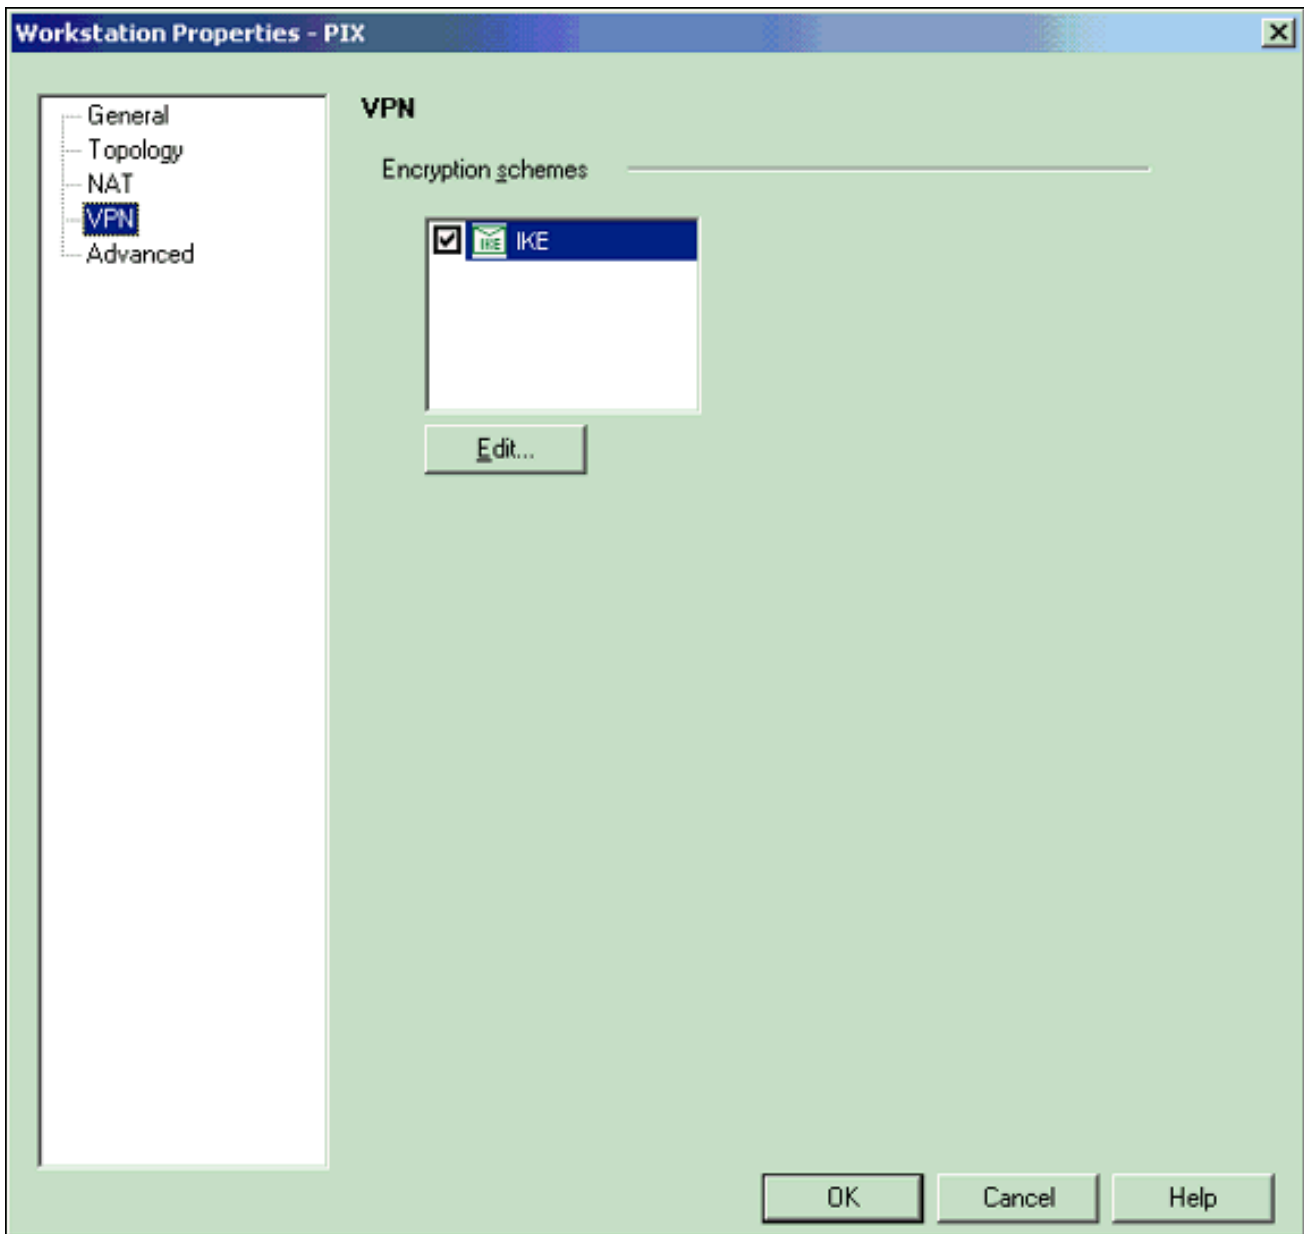 Workstation Properties - PIX
General
Topology
NAT
VPN
Advanced
VPN
Encryption schemes
IKE IKE
Edit...
OK Cancel Help